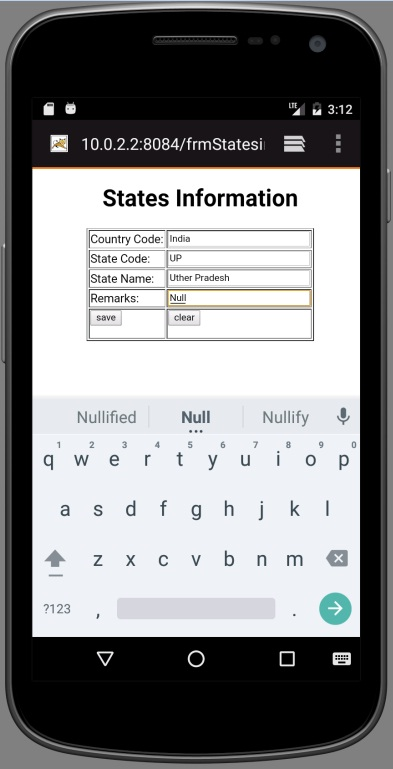 LTE 3:12
10.0.2.2:8084/frmStatesi
States Information
Country Code: India
State Code: UP
State Name: Uther Pradesh
Remarks: Null
save clear
Nullified Null Nullify
1 2 3 4 5 6 7 8 9 0
q w e r t y u i o p
a s d f g h j k l
z x c v b n m
?123 , .